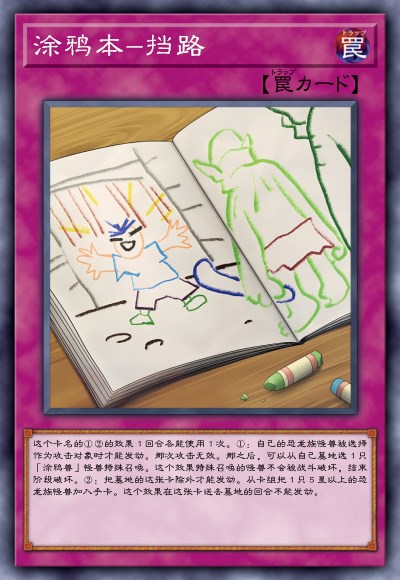 涂鸦本-挡路
トラップ
罠
トラップ
【罠カード】
这个卡名的①②的效果1回合各能使用1次。①：自己的恐龙族怪兽被选择
作为攻击对象时才能发动。那次攻击无效。那之后，可以从自己墓地选1只
「涂鸦兽」怪兽特殊召唤。这个效果特殊召唤的怪兽不会被战斗破坏，结束
阶段破坏。②：把墓地的这张卡除外才能发动。从卡组把1只5星以上的恐
龙族怪兽加入手卡。这个效果在这张卡送去墓地的回合不能发动。